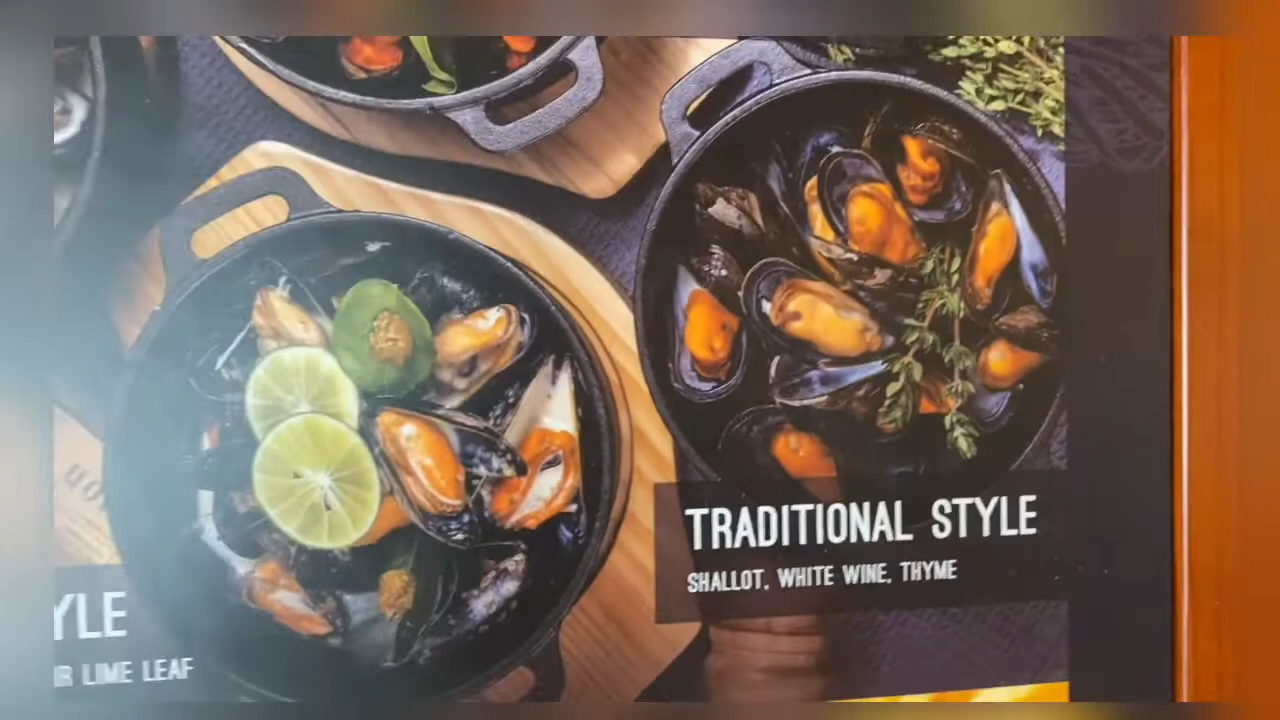 TRADITIONAL STYLE
SHALLOT, WHITE WINE, THYME
YLE
IR LIME LEAF